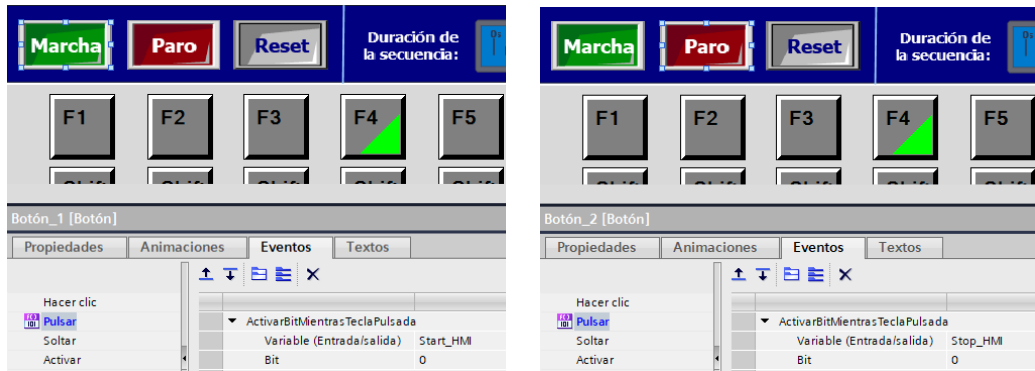 Marcha Paro Reset Duración de la secuencia:
F1 F2 F3 F4 F5
Botón_1 [Botón]
Propiedades Animaciones Eventos Textos
Hacer clic
Pulsar ActivarBitMientrasTeclaPulsada
Soltar Variable (Entrada/salida) Start_HMI
Activar Bit 0
Marcha Paro Reset Duración de la secuencia:
F1 F2 F3 F4 F5
Botón_2 [Botón]
Propiedades Animaciones Eventos Textos
Hacer clic
Pulsar ActivarBitMientrasTeclaPulsada
Soltar Variable (Entrada/salida) Stop_HMI
Activar Bit 0